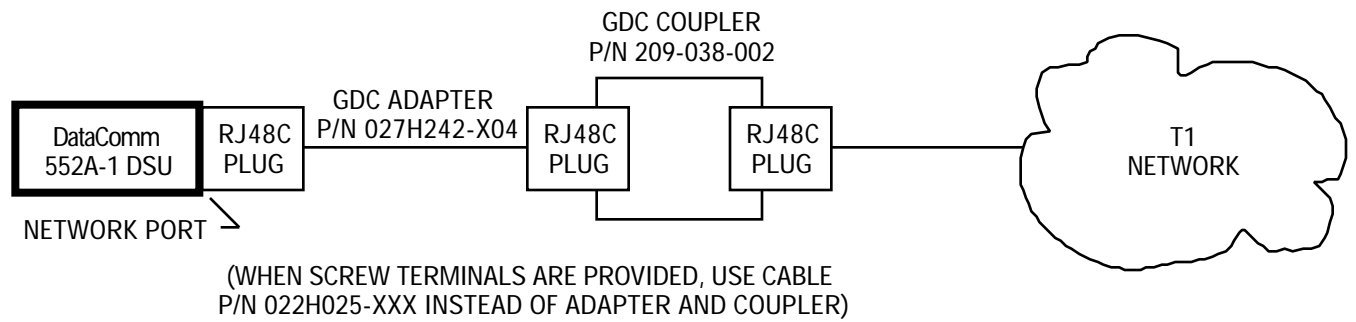 GDC COUPLER
P/N 209-038-002
DataComm
552A-1 DSU
RJ48C
PLUG
GDC ADAPTER
P/N 027H242-X04
RJ48C
PLUG
RJ48C
PLUG
T1
NETWORK
NETWORK PORT
(WHEN SCREW TERMINALS ARE PROVIDED, USE CABLE
P/N 022H025-XXX INSTEAD OF ADAPTER AND COUPLER)